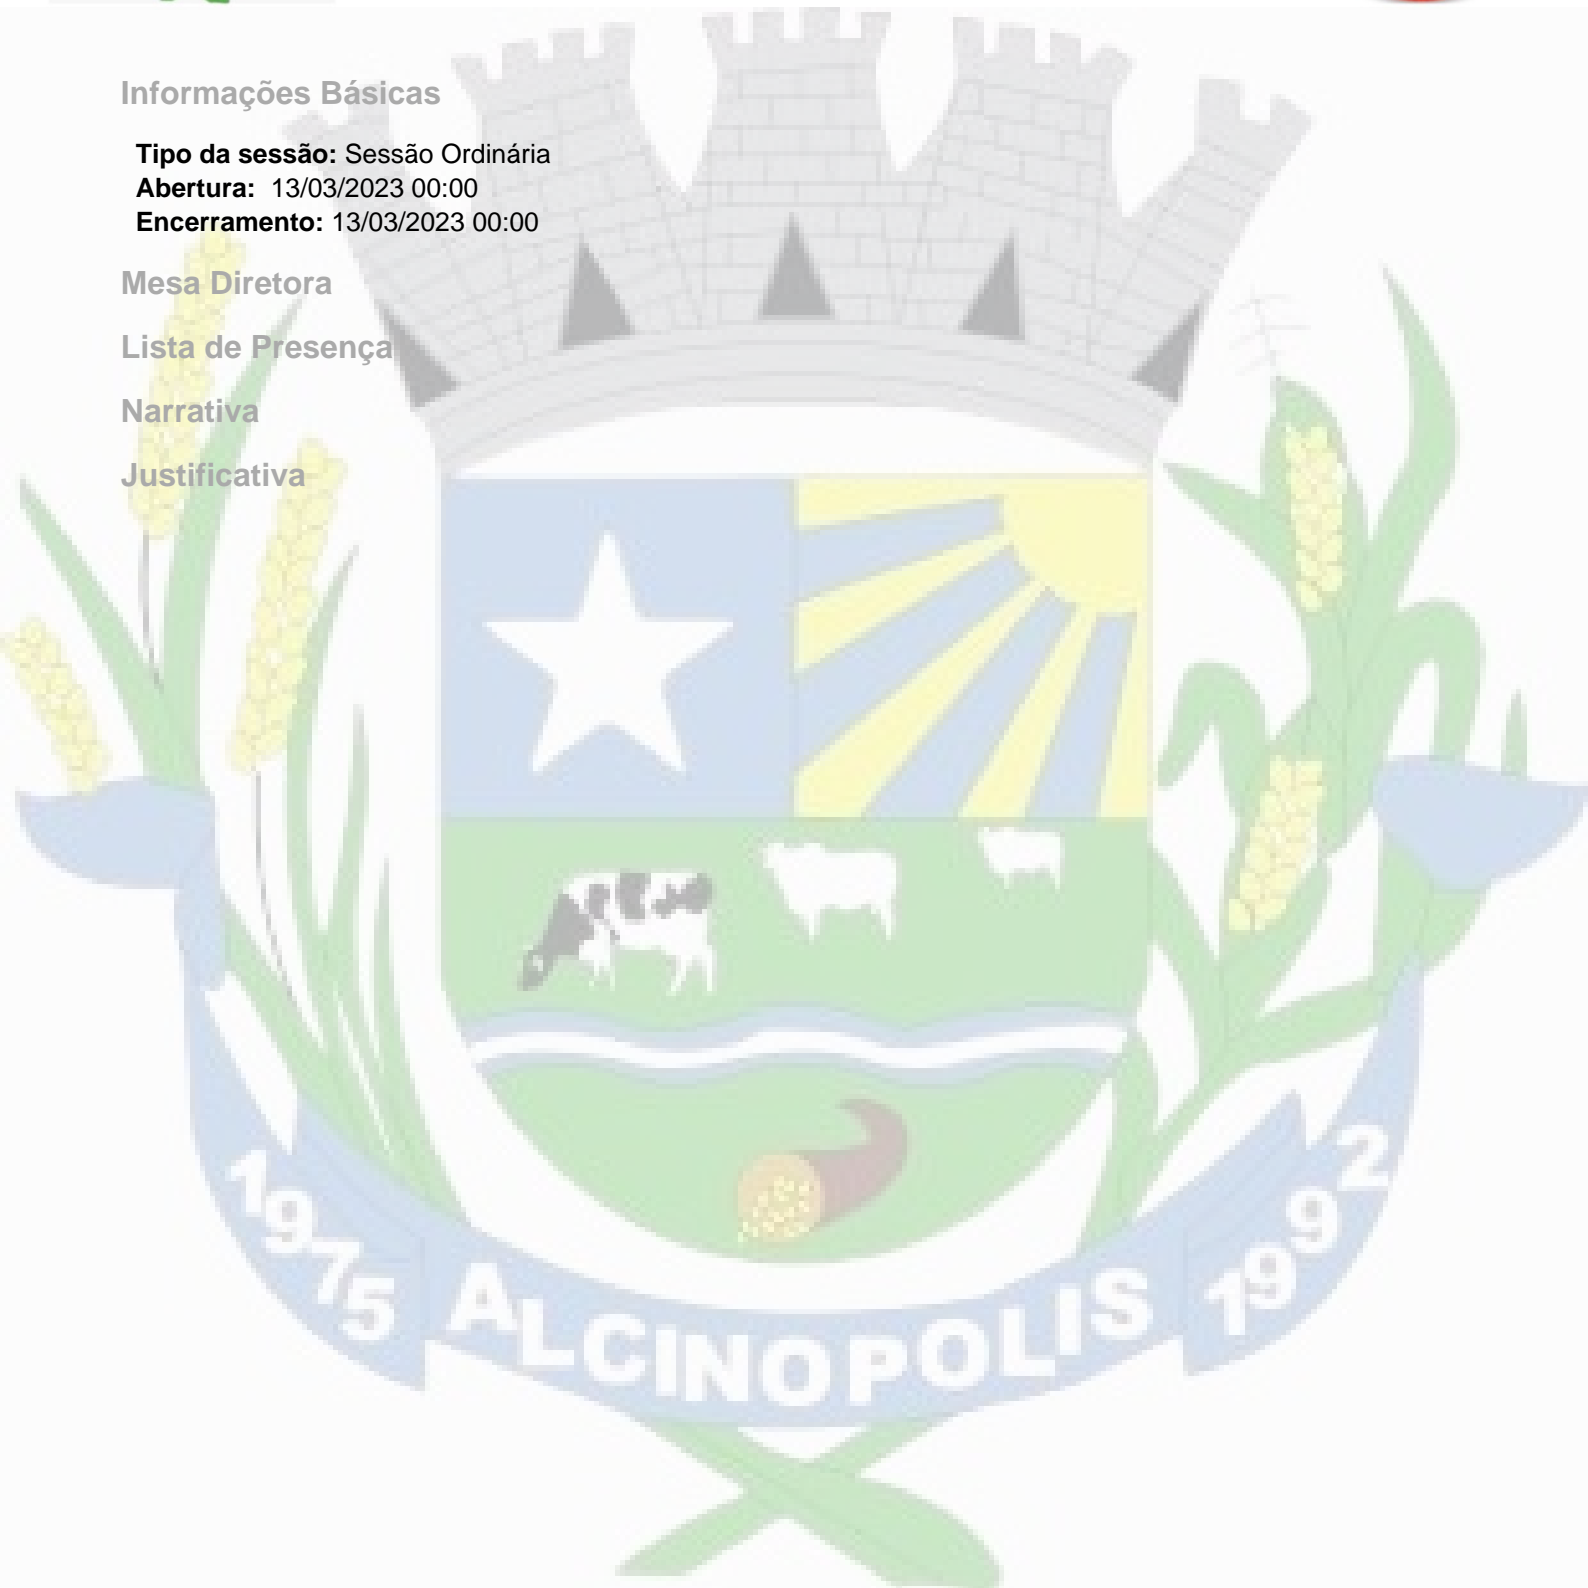 Informações Básicas
Tipo da sessão: Sessão Ordinária
Abertura: 13/03/2023 00:00
Encerramento: 13/03/2023 00:00
Mesa Diretora
Lista de Presença
Narrativa
Justificativa
1975 ALCINOPOLIS 1992